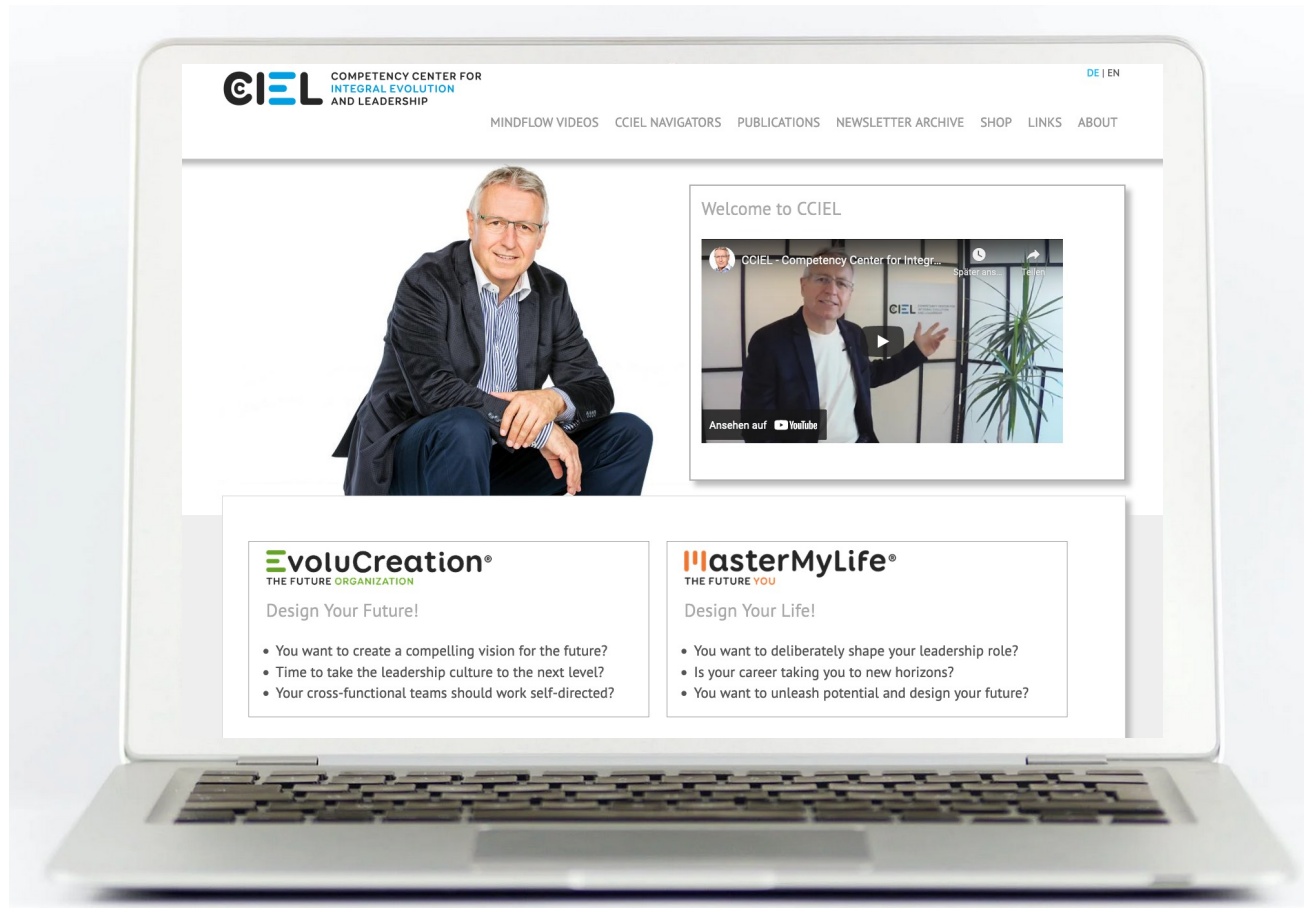 CCIEL
COMPETENCY CENTER FOR
INTEGRAL EVOLUTION
AND LEADERSHIP
DE | EN
MINDFLOW VIDEOS CCIEL NAVIGATORS PUBLICATIONS NEWSLETTER ARCHIVE SHOP LINKS ABOUT
Welcome to CCIEL
CCIEL - Competency Center for Integr...
Später ans...
Teilen
CCIEL
Ansehen auf YouTube
EvoluCreation®
THE FUTURE ORGANIZATION
Design Your Future!
• You want to create a compelling vision for the future?
• Time to take the leadership culture to the next level?
• Your cross-functional teams should work self-directed?
MasterMyLife®
THE FUTURE YOU
Design Your Life!
• You want to deliberately shape your leadership role?
• Is your career taking you to new horizons?
• You want to unleash potential and design your future?